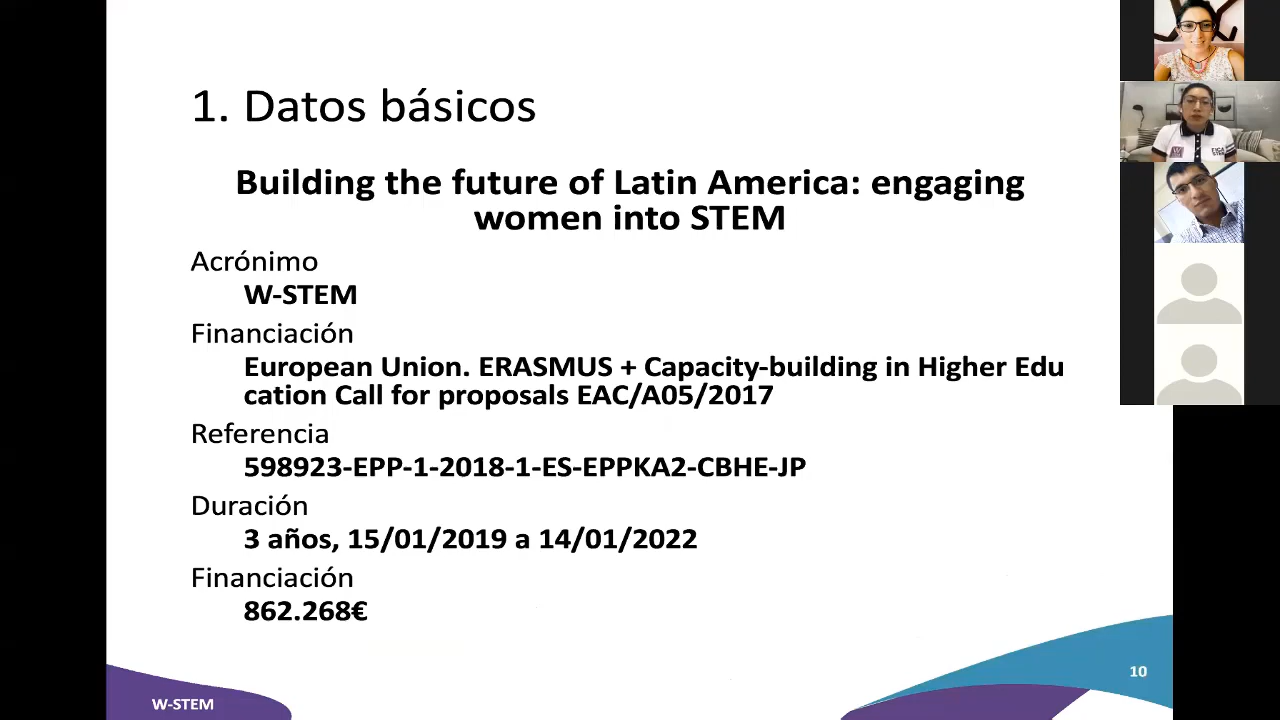 1. Datos básicos
Building the future of Latin America: engaging
women into STEM
Acrónimo
W-STEM
Financiación
European Union. ERASMUS + Capacity-building in Higher Edu
cation Call for proposals EAC/A05/2017
Referencia
598923-EPP-1-2018-1-ES-EPPKA2-CBHE-JP
Duración
3 años, 15/01/2019 a 14/01/2022
Financiación
862.268€
10
W-STEM